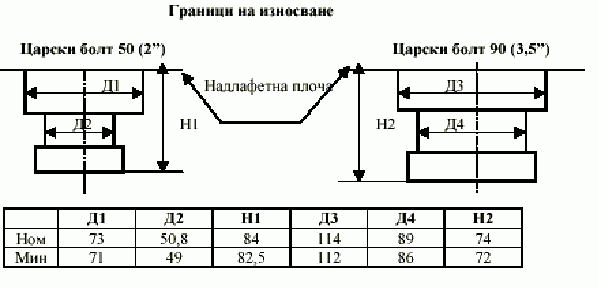 Граници на износване
Царски болт 50 (2”)
Царски болт 90 (3,5”)
Д1
Надлафетна плоча
Д3
Д2
Н1
Н2
Д4
Д1 Д2 Н1 Д3 Д4 Н2
Ном 73 50,8 84 114 89 74
Мин 71 49 82,5 112 86 72